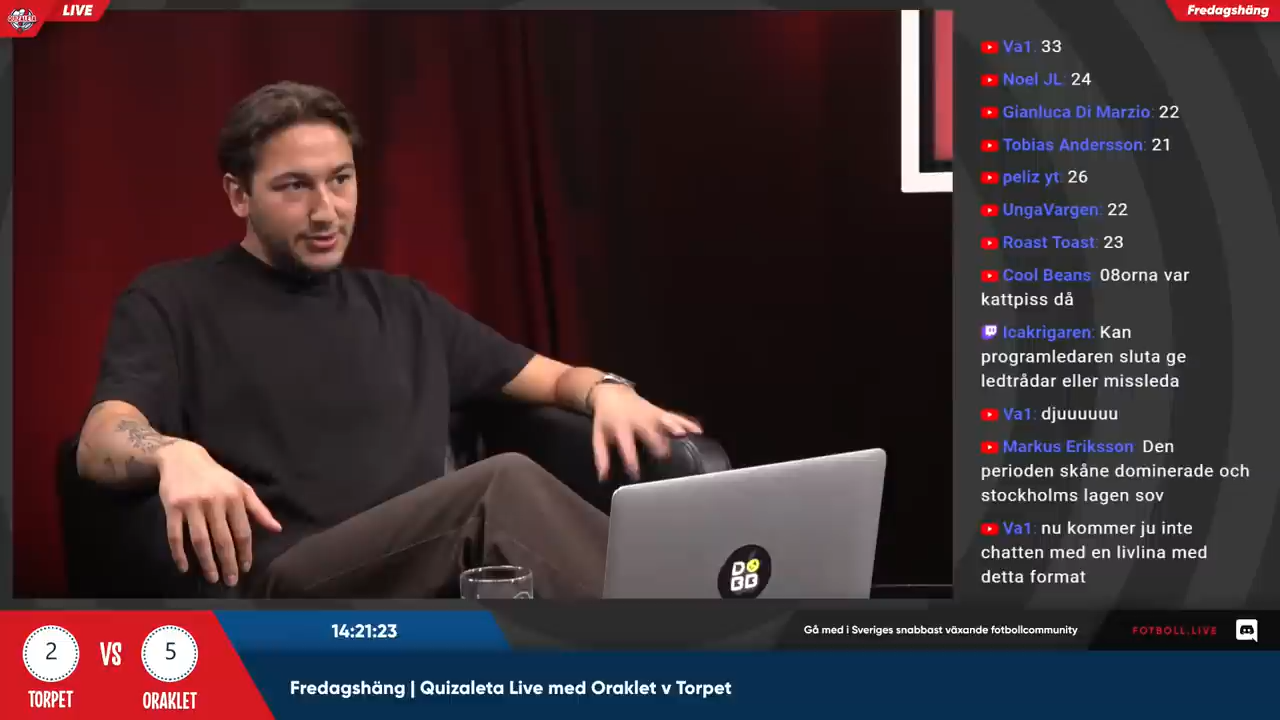 QUIZALETA
LIVE
Fredagshäng
Va1: 33
Noel JL: 24
Gianluca Di Marzio: 22
Tobias Andersson: 21
peliz yt: 26
UngaVargen: 22
Roast Toast: 23
Cool Beans: 08orna var
kattpiss då
Icakrigaren: Kan
programledaren sluta ge
ledtrådar eller missleda
Va1: djuuuuuu
Markus Eriksson: Den
perioden skåne dominerade och
stockholms lagen sov
Va1: nu kommer ju inte
chatten med en livlina med
detta format
DOBB
2 VS 5
TORPET ORAKLET
14:21:23
Gå med i Sveriges snabbast växande fotbollcommunity
FOTBOLL.LIVE
Fredagshäng | Quizaleta Live med Oraklet v Torpet